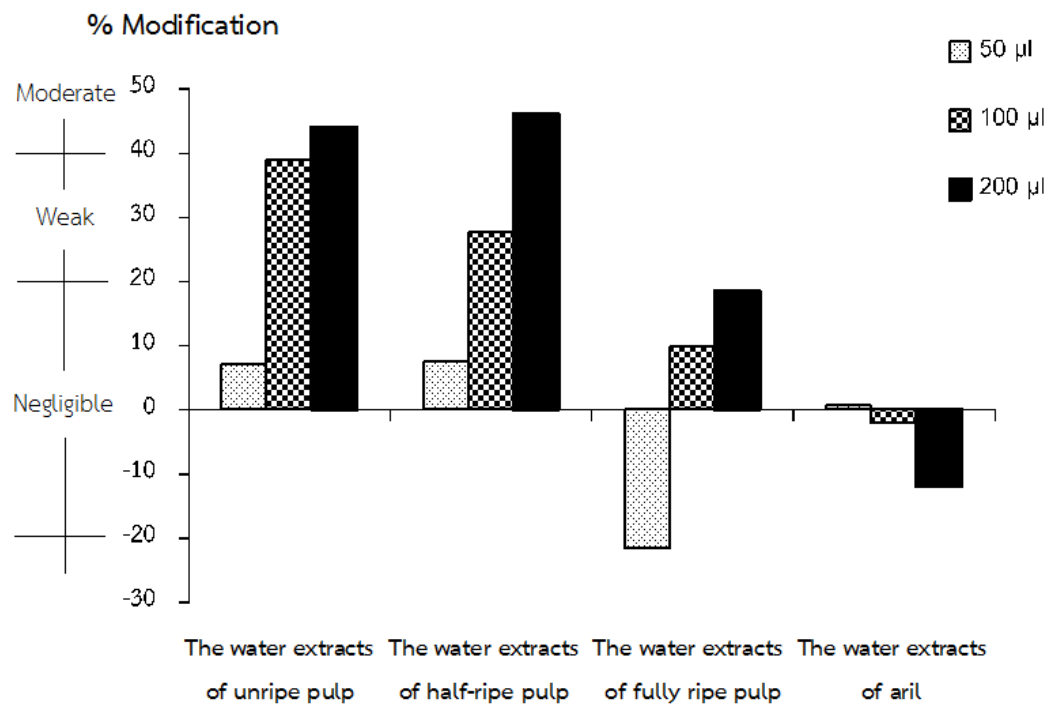 % Modification
50 µl
100 µl
200 µl
Moderate
Weak
Negligible
50
40
30
20
10
0
-10
-20
-30
The water extracts
of unripe pulp
The water extracts
of half-ripe pulp
The water extracts
of fully ripe pulp
The water extracts
of aril